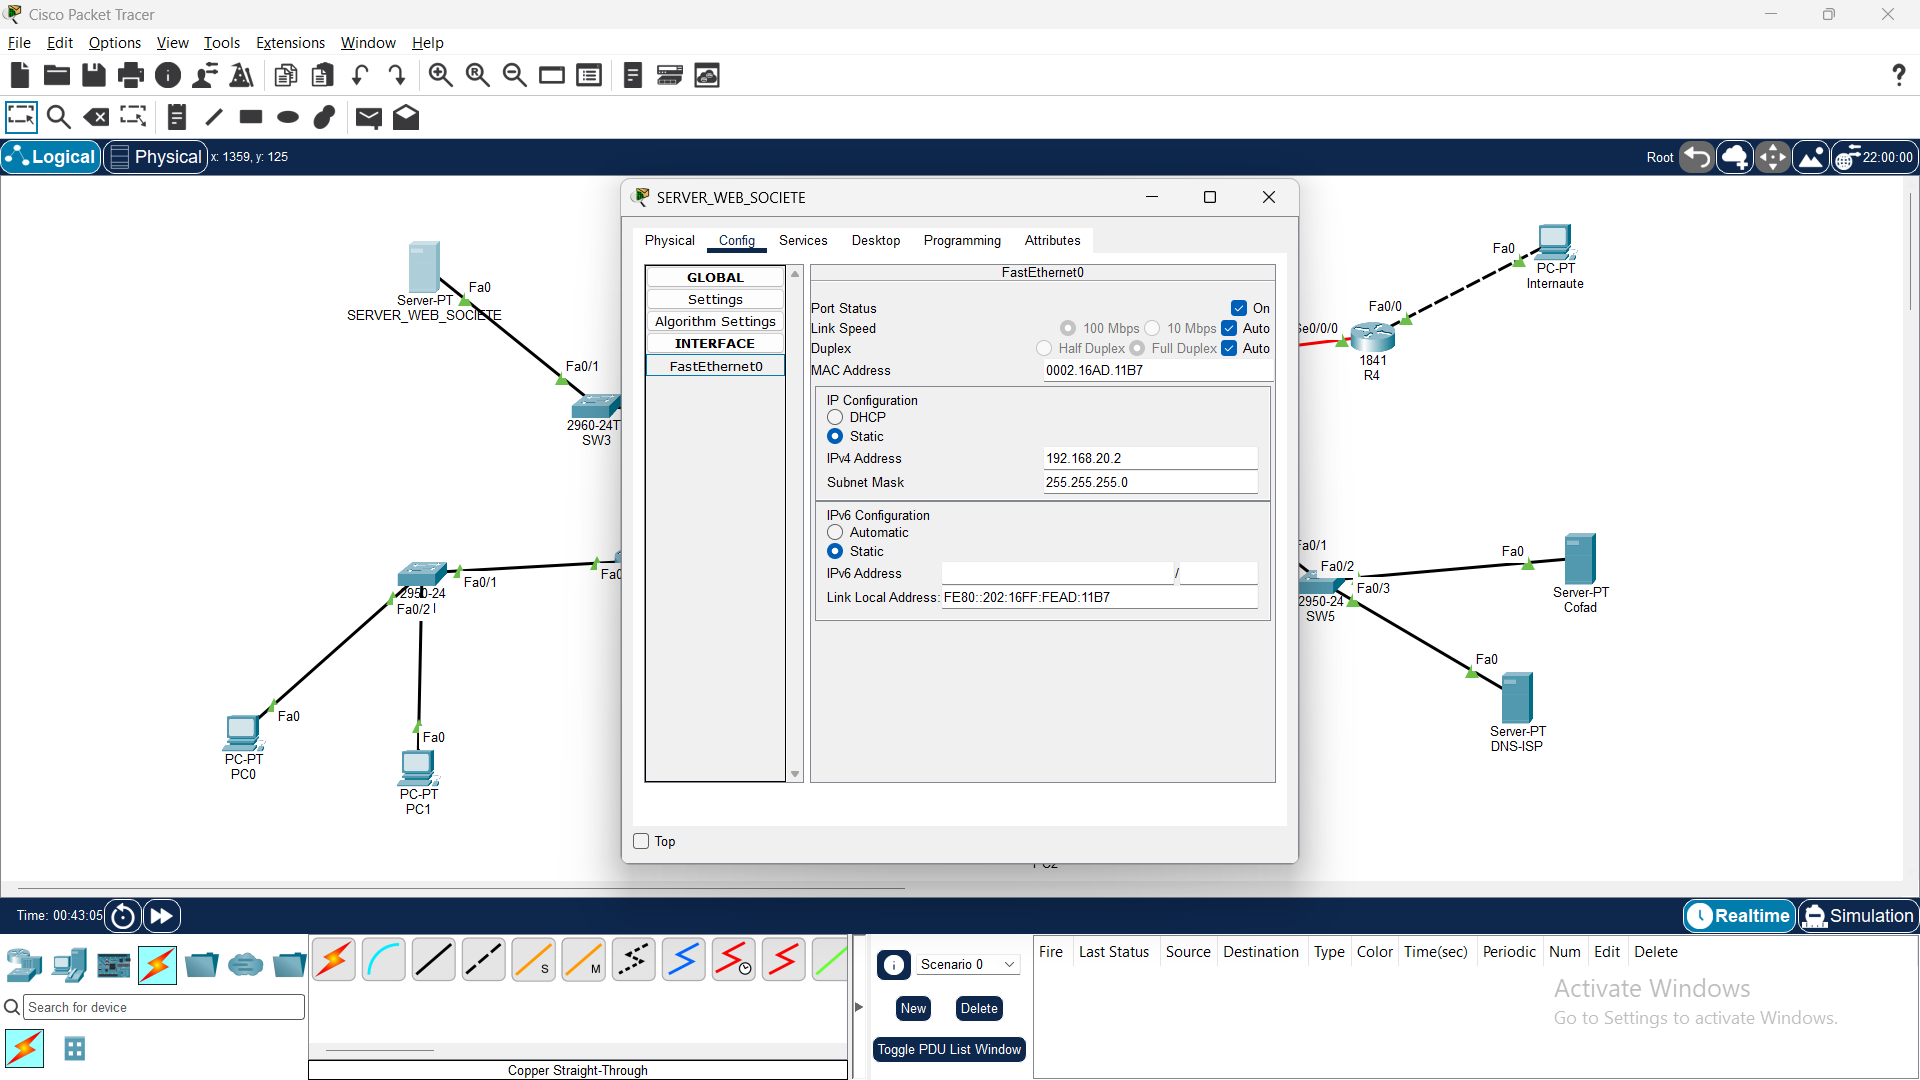 Cisco Packet Tracer
File Edit Options View Tools Extensions Window Help
Logical Physical x: 1359, y: 125 Root 22:00:00
SERVER_WEB_SOCIETE
Physical Config Services Desktop Programming Attributes
GLOBAL
Settings
Algorithm Settings
INTERFACE
FastEthernet0
FastEthernet0
Port Status On
Link Speed 100 Mbps 10 Mbps Auto
Duplex Half Duplex Full Duplex Auto
MAC Address 0002.16AD.11B7
IP Configuration
DHCP
Static
IPv4 Address 192.168.20.2
Subnet Mask 255.255.255.0
IPv6 Configuration
Automatic
Static
IPv6 Address /
Link Local Address: FE80::202:16FF:FEAD:11B7
Top
Fa0
Server-PT
SERVER_WEB_SOCIETE
Fa0/1
2960-24T
SW3
Fa0/1
2950-24
Fa0/2
Fa0
PC-PT
PC0
Fa0
PC-PT
PC1
Fa0
PC-PT
Internaute
Fa0/0
Se0/0/0
1841
R4
Fa0/1
Fa0/2
Fa0/3
2950-24
SW5
Fa0
Server-PT
Cofad
Fa0
Server-PT
DNS-ISP
Time: 00:43:05 Realtime Simulation
S M
Search for device
Copper Straight-Through
Scenario 0
New Delete
Toggle PDU List Window
Fire Last Status Source Destination Type Color Time(sec) Periodic Num Edit Delete
Activate Windows
Go to Settings to activate Windows.